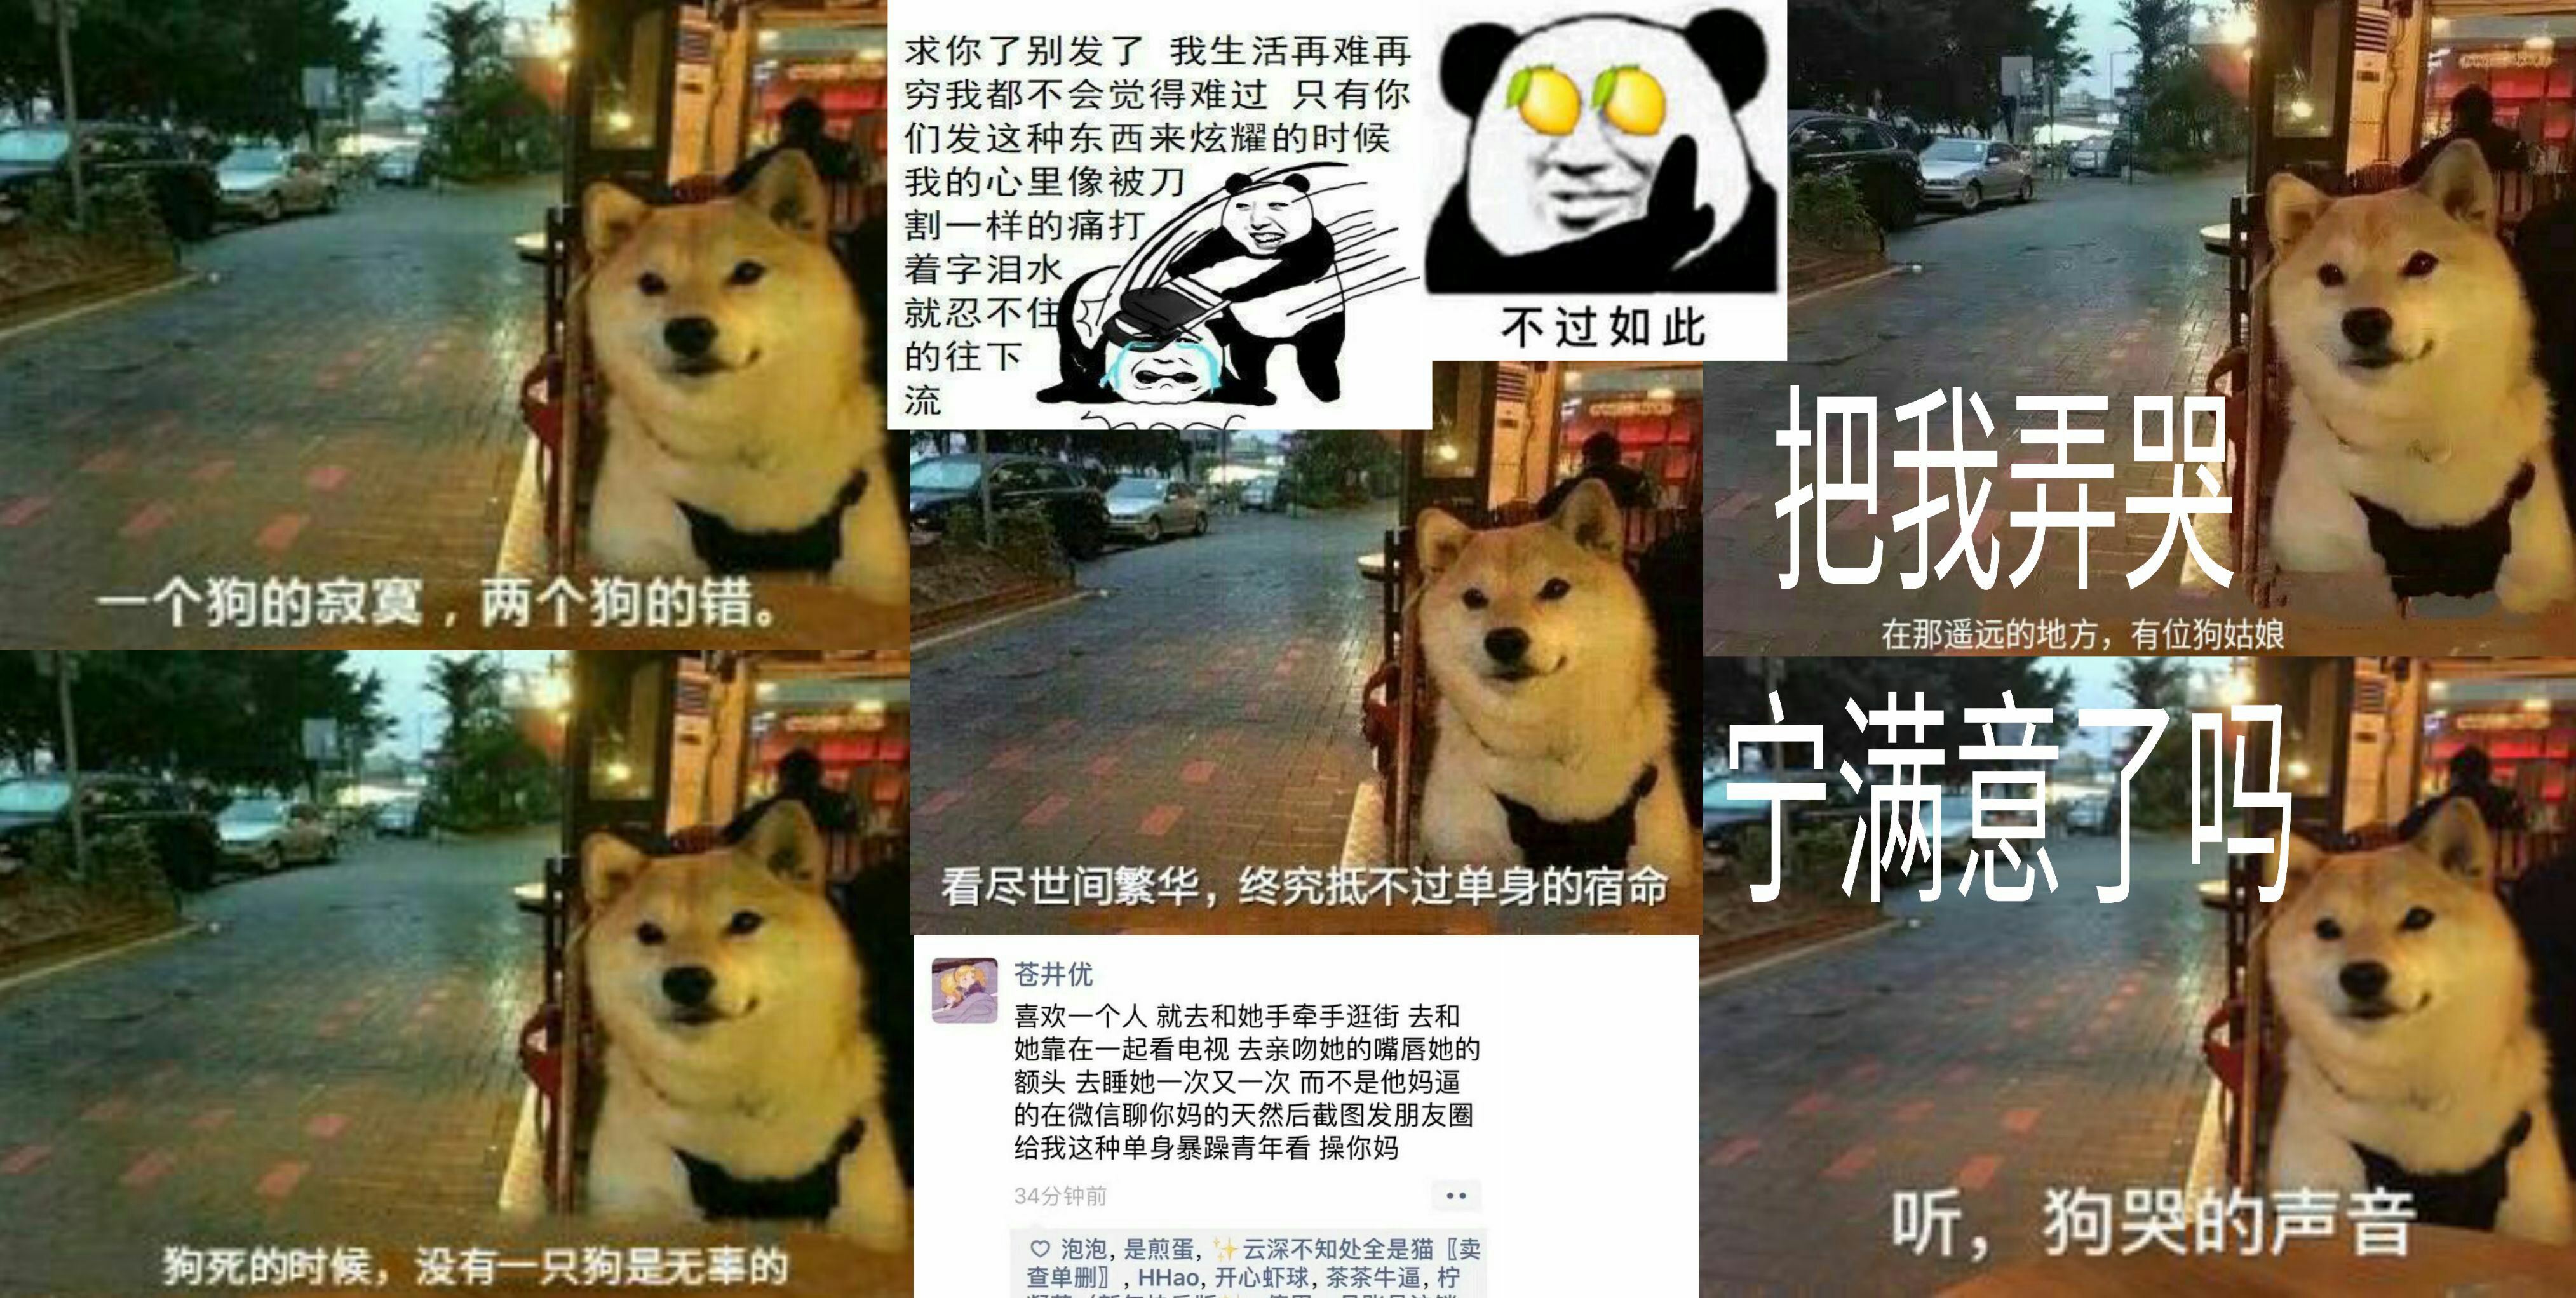 求你了别发了 我生活再难再
穷我都不会觉得难过 只有你
们发这种东西来炫耀的时候
我的心里像被刀
割一样的痛打
着字泪水
就忍不住
的往下
流
不过如此
把我弄哭
在那遥远的地方，有位狗姑娘
一个狗的寂寞，两个狗的错。
看尽世间繁华，终究抵不过单身的宿命
宁满意了吗
听，狗哭的声音
狗死的时候，没有一只狗是无辜的
苍井优
喜欢一个人 就去和她手牵手逛街 去和
她靠在一起看电视 去亲吻她的嘴唇她的
额头 去睡她一次又一次 而不是他妈逼
的在微信聊你妈的天然后截图发朋友圈
给我这种单身暴躁青年看 操你妈
34分钟前
泡泡, 是煎蛋, ✨云深不知处全是猫〖卖
查单删〗, HHao, 开心虾球, 茶茶牛逼, 柠